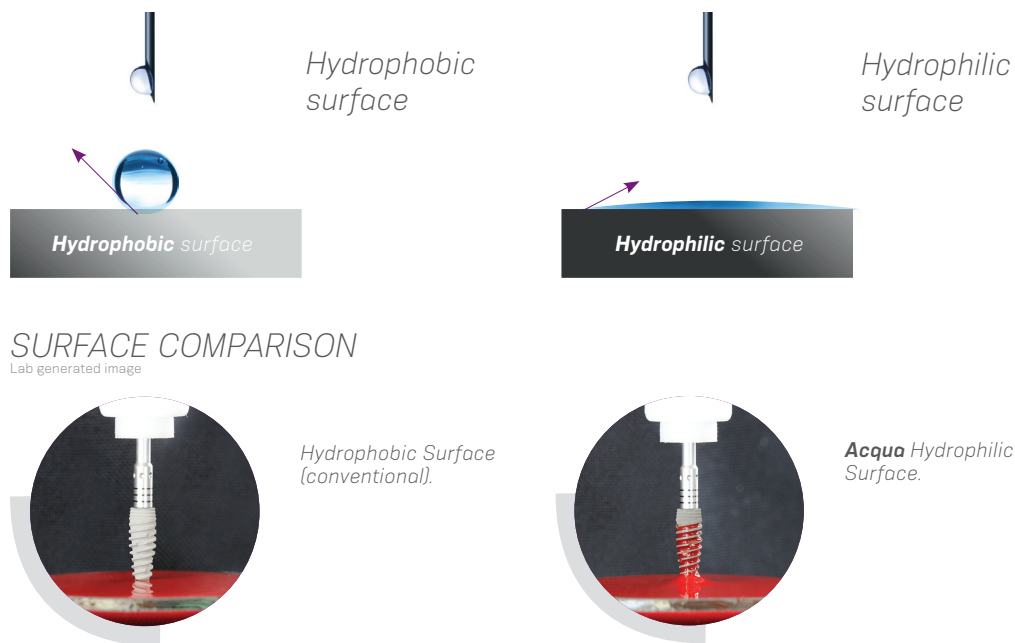 Hydrophobic
surface
Hydrophilic
surface
Hydrophobic surface
Hydrophilic surface
SURFACE COMPARISON
Lab generated image
Hydrophobic Surface
(conventional).
Acqua Hydrophilic
Surface.